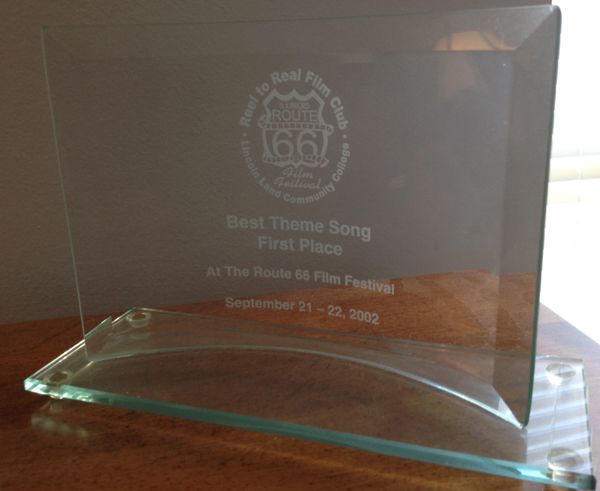 Reel to Real Film Club
ILLINOIS
ROUTE
66
Film
Festival
• Lincoln Land Community College •
Best Theme Song
First Place
At The Route 66 Film Festival
September 21 – 22, 2002